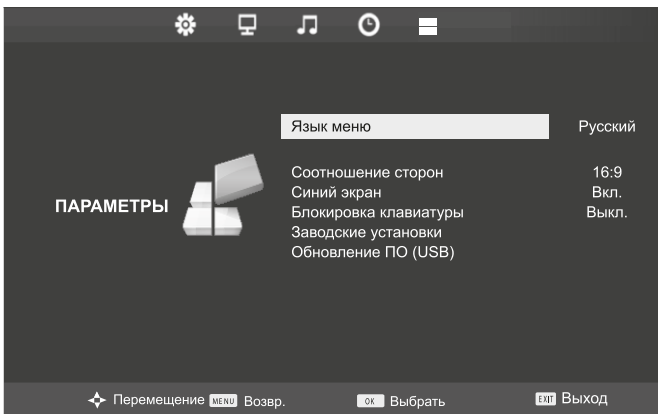 Язык меню Русский
Соотношение сторон 16:9
Синий экран Вкл.
ПАРАМЕТРЫ
Блокировка клавиатуры Выкл.
Заводские установки
Обновление ПО (USB)
Перемещение MENU Возвр. OK Выбрать EXIT Выход